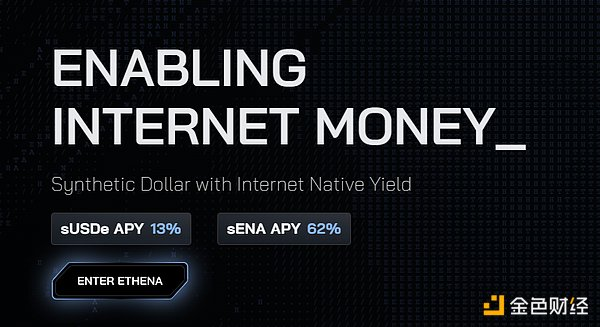 ENABLING
INTERNET MONEY_
Synthetic Dollar with Internet Native Yield
sUSDe APY 13% sENA APY 62%
ENTER ETHENA
金色财经